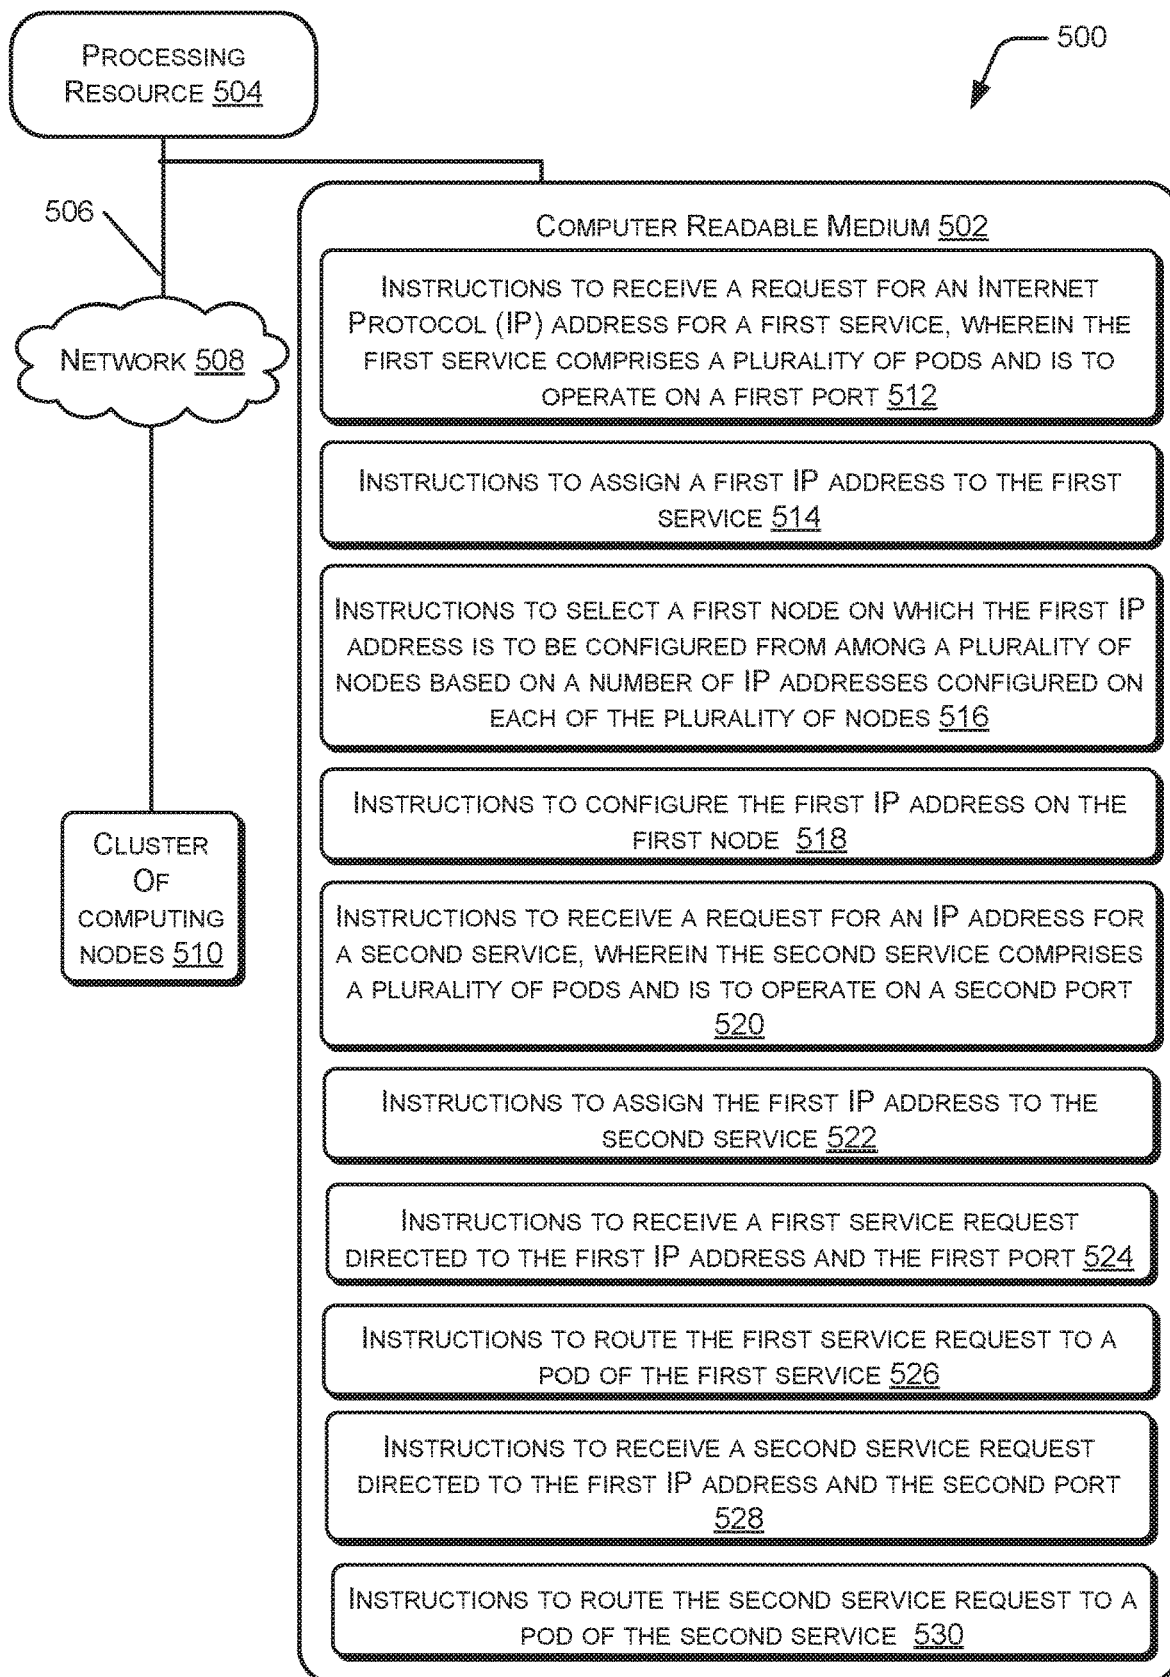 500
PROCESSING
RESOURCE 504
506
NETWORK 508
CLUSTER
OF
COMPUTING
NODES 510
COMPUTER READABLE MEDIUM 502
INSTRUCTIONS TO RECEIVE A REQUEST FOR AN INTERNET
PROTOCOL (IP) ADDRESS FOR A FIRST SERVICE, WHEREIN THE
FIRST SERVICE COMPRISES A PLURALITY OF PODS AND IS TO
OPERATE ON A FIRST PORT 512
INSTRUCTIONS TO ASSIGN A FIRST IP ADDRESS TO THE FIRST
SERVICE 514
INSTRUCTIONS TO SELECT A FIRST NODE ON WHICH THE FIRST IP
ADDRESS IS TO BE CONFIGURED FROM AMONG A PLURALITY OF
NODES BASED ON A NUMBER OF IP ADDRESSES CONFIGURED ON
EACH OF THE PLURALITY OF NODES 516
INSTRUCTIONS TO CONFIGURE THE FIRST IP ADDRESS ON THE
FIRST NODE 518
INSTRUCTIONS TO RECEIVE A REQUEST FOR AN IP ADDRESS FOR
A SECOND SERVICE, WHEREIN THE SECOND SERVICE COMPRISES
A PLURALITY OF PODS AND IS TO OPERATE ON A SECOND PORT
520
INSTRUCTIONS TO ASSIGN THE FIRST IP ADDRESS TO THE
SECOND SERVICE 522
INSTRUCTIONS TO RECEIVE A FIRST SERVICE REQUEST
DIRECTED TO THE FIRST IP ADDRESS AND THE FIRST PORT 524
INSTRUCTIONS TO ROUTE THE FIRST SERVICE REQUEST TO A
POD OF THE FIRST SERVICE 526
INSTRUCTIONS TO RECEIVE A SECOND SERVICE REQUEST
DIRECTED TO THE FIRST IP ADDRESS AND THE SECOND PORT
528
INSTRUCTIONS TO ROUTE THE SECOND SERVICE REQUEST TO A
POD OF THE SECOND SERVICE 530